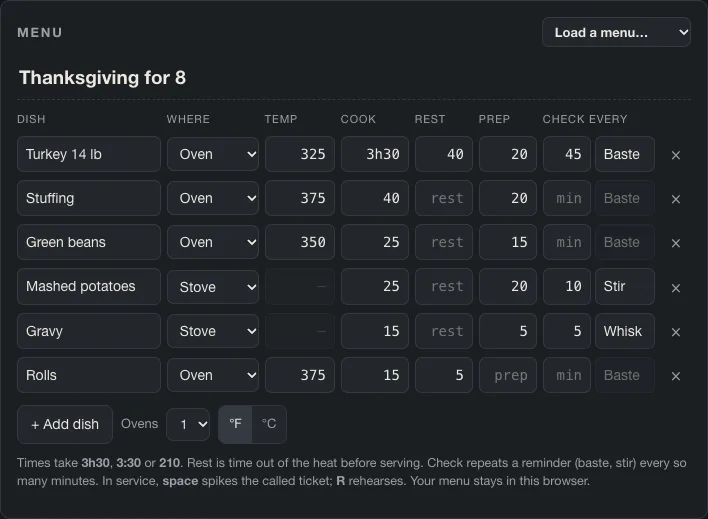 MENU Load a menu...
Thanksgiving for 8
DISH WHERE TEMP COOK REST PREP CHECK EVERY
Turkey 14 lb Oven 325 3h30 40 20 45 Baste ×
Stuffing Oven 375 40 rest 20 min Baste ×
Green beans Oven 350 25 rest 15 min Baste ×
Mashed potatoes Stove – 25 rest 20 10 Stir ×
Gravy Stove – 15 rest 5 5 Whisk ×
Rolls Oven 375 15 5 prep min Baste ×
+ Add dish Ovens 1 °F °C
Times take 3h30, 3:30 or 210. Rest is time out of the heat before serving. Check repeats a reminder (baste, stir) every so
many minutes. In service, space spikes the called ticket; R rehearses. Your menu stays in this browser.